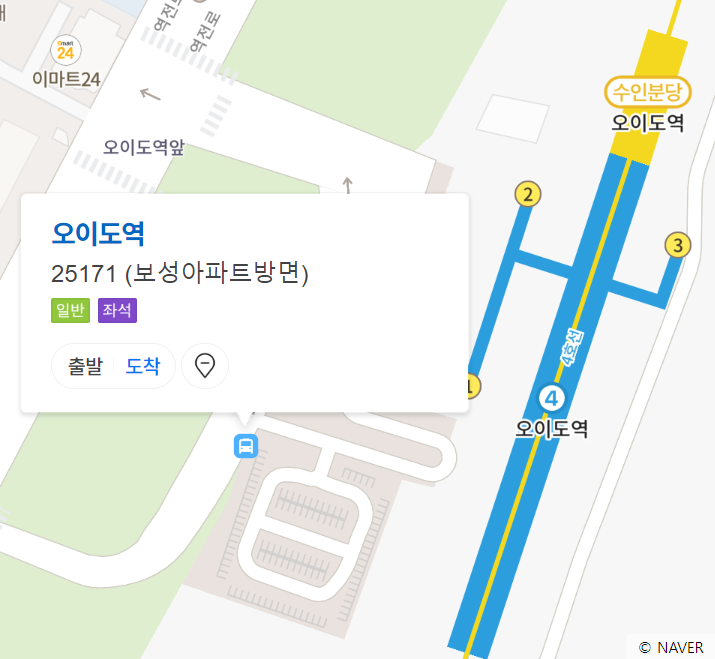 역전로
역전로
emart
24
이마트24
오이도역앞
수인분당
오이도역
2
3
오이도역
25171 (보성아파트방면)
일반 좌석
출발 도착
1
4호선
4
오이도역
© NAVER